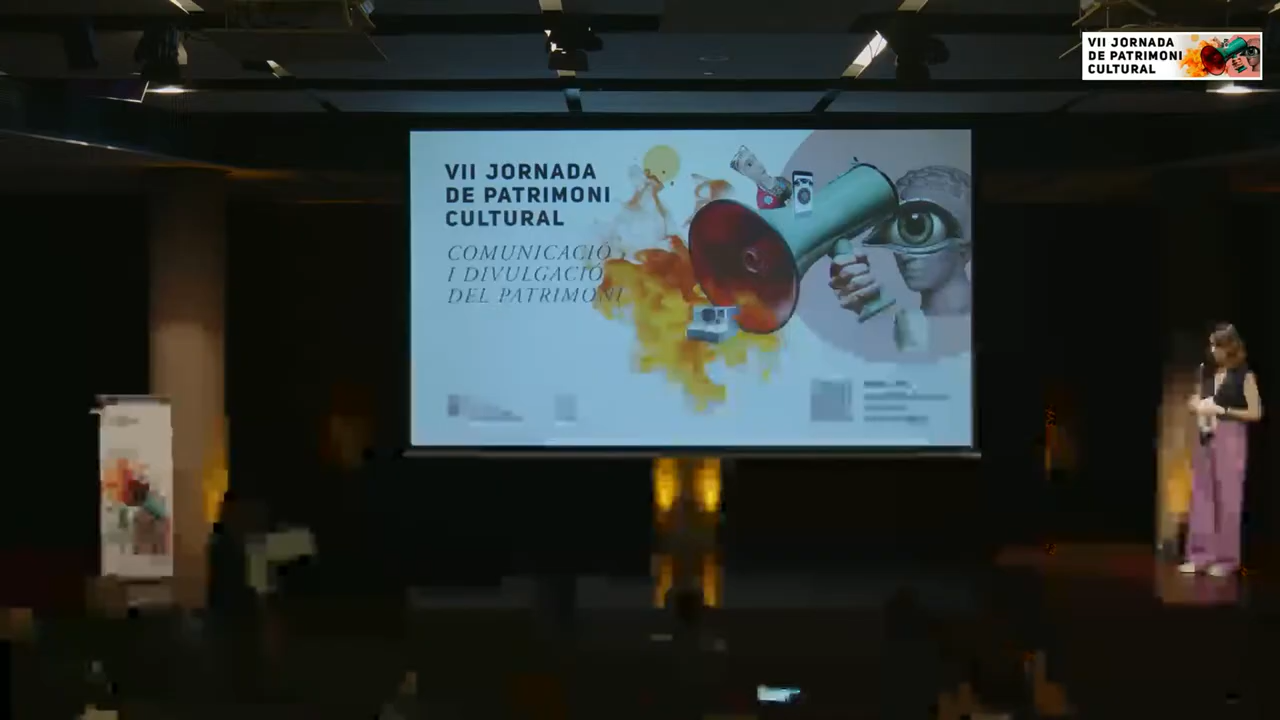 VII JORNADA
DE PATRIMONI
CULTURAL
VII JORNADA
DE PATRIMONI
CULTURAL
COMUNICACIÓ
I DIVULGACIÓ
DEL PATRIMONI